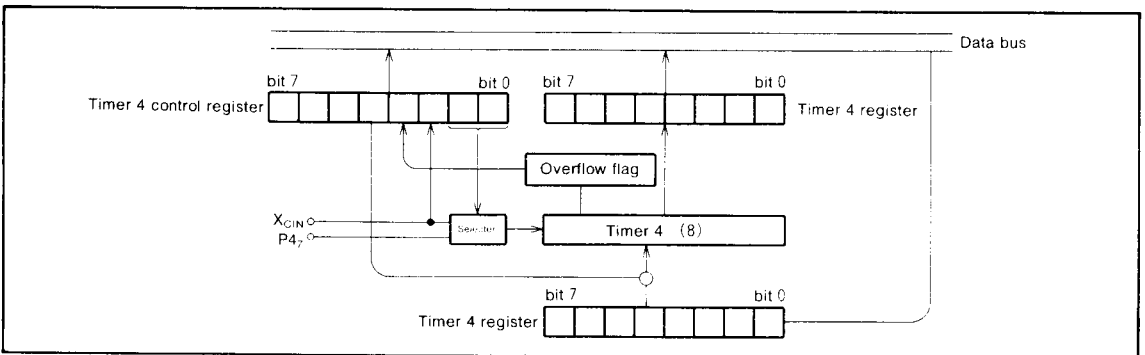 Data bus
bit 7 bit 0 bit 7 bit 0
Timer 4 control register Timer 4 register
Overflow flag
XCIN
Selector Timer 4 (8)
P47
bit 7 bit 0
Timer 4 register